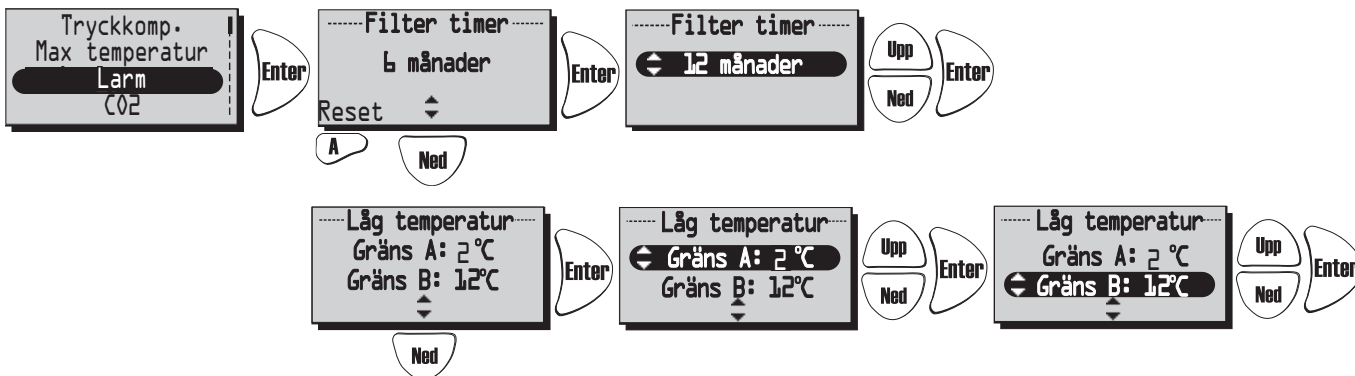 Tryckkomp.
Max temperatur
Larm
CO2
Enter
Filter timer
6 månader
Reset
A
Ned
Enter
Filter timer
12 månader
Upp
Ned
Enter
Låg temperatur
Gräns A: 2 °C
Gräns B: 12°C
Ned
Enter
Låg temperatur
Gräns A: 2 °C
Gräns B: 12°C
Upp
Ned
Enter
Låg temperatur
Gräns A: 2 °C
Gräns B: 12°C
Upp
Ned
Enter